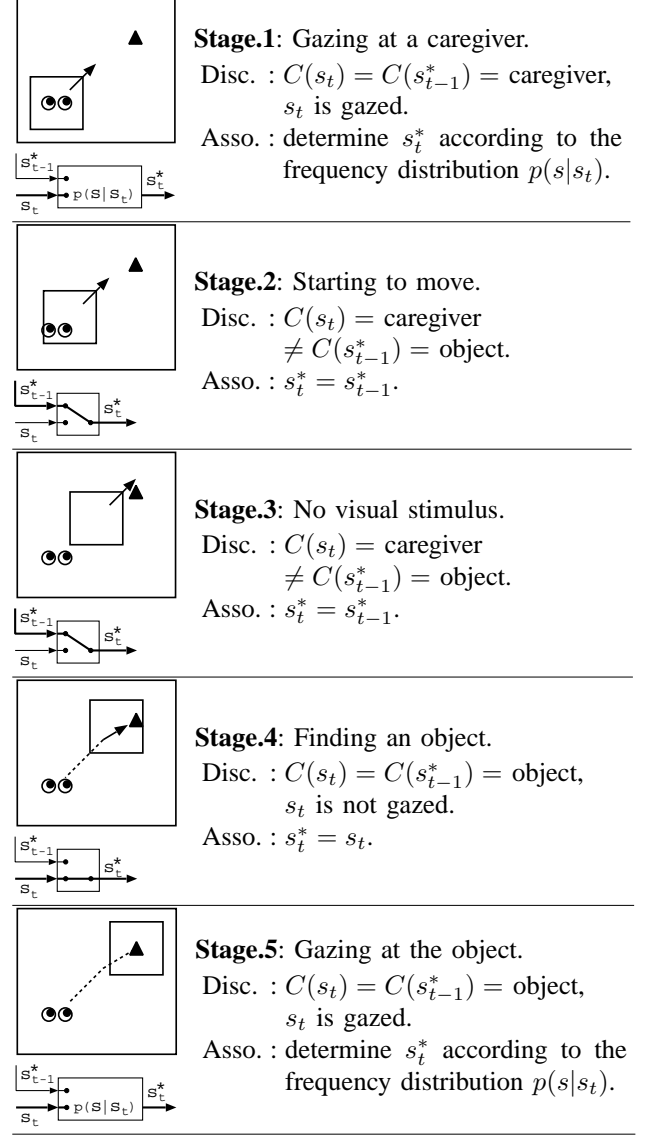 Stage.1: Gazing at a caregiver.
Disc. : C(s_t) = C(s*_{t-1}) = caregiver,
s_t is gazed.
Asso. : determine s*_t according to the
frequency distribution p(s|s_t).
s*_{t-1}
s_t
p(s|s_t)
s*_t
Stage.2: Starting to move.
Disc. : C(s_t) = caregiver
≠ C(s*_{t-1}) = object.
Asso. : s*_t = s*_{t-1}.
s*_{t-1}
s_t
s*_t
Stage.3: No visual stimulus.
Disc. : C(s_t) = caregiver
≠ C(s*_{t-1}) = object.
Asso. : s*_t = s*_{t-1}.
s*_{t-1}
s_t
s*_t
Stage.4: Finding an object.
Disc. : C(s_t) = C(s*_{t-1}) = object,
s_t is not gazed.
Asso. : s*_t = s_t.
s*_{t-1}
s_t
s*_t
Stage.5: Gazing at the object.
Disc. : C(s_t) = C(s*_{t-1}) = object,
s_t is gazed.
Asso. : determine s*_t according to the
frequency distribution p(s|s_t).
s*_{t-1}
s_t
p(s|s_t)
s*_t